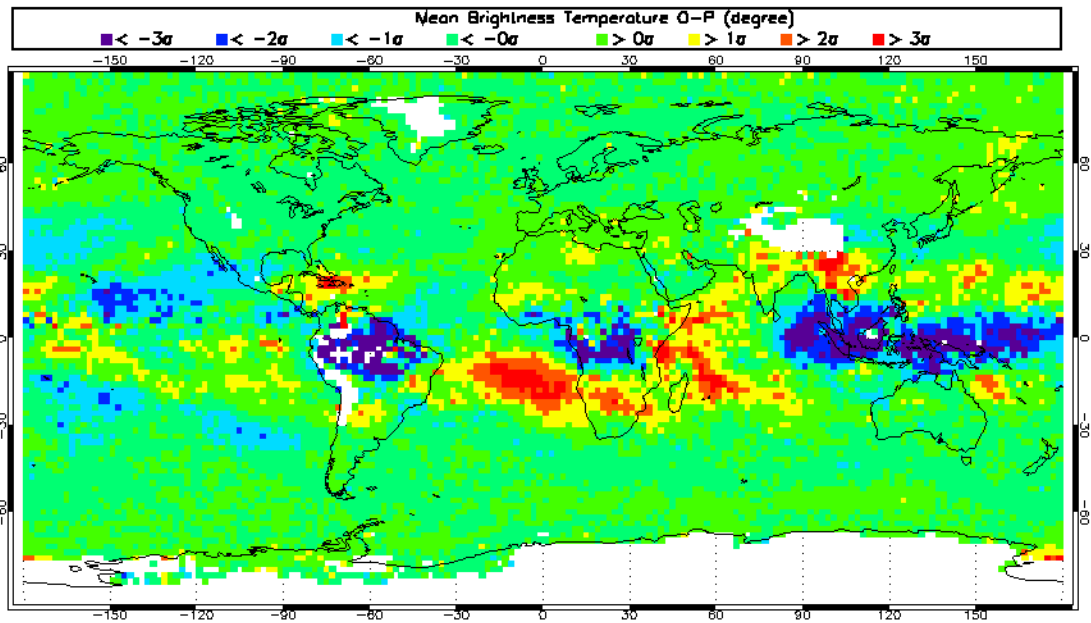 Mean Brightness Temperature O-P (degree)
< -3σ < -2σ < -1σ < -0σ > 0σ > 1σ > 2σ > 3σ
-150 -120 -90 -60 -30 0 30 60 90 120 150
60 60
30 30
0 0
-30 -30
-60 -60
-150 -120 -90 -60 -30 0 30 60 90 120 150